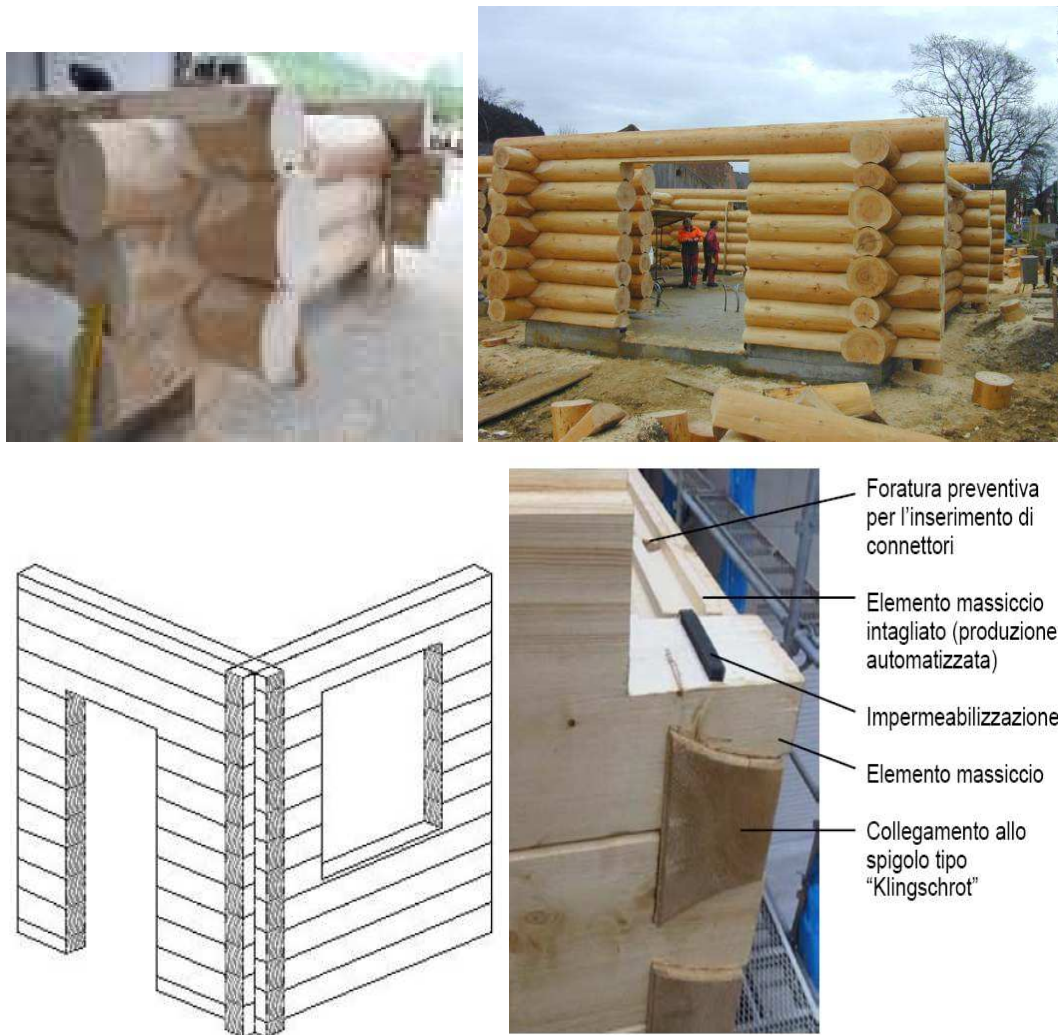 Foratura preventiva
per l’inserimento di
connettori
Elemento massiccio
intagliato (produzione
automatizzata)
Impermeabilizzazione
Elemento massiccio
Collegamento allo
spigolo tipo
“Klingschrot”